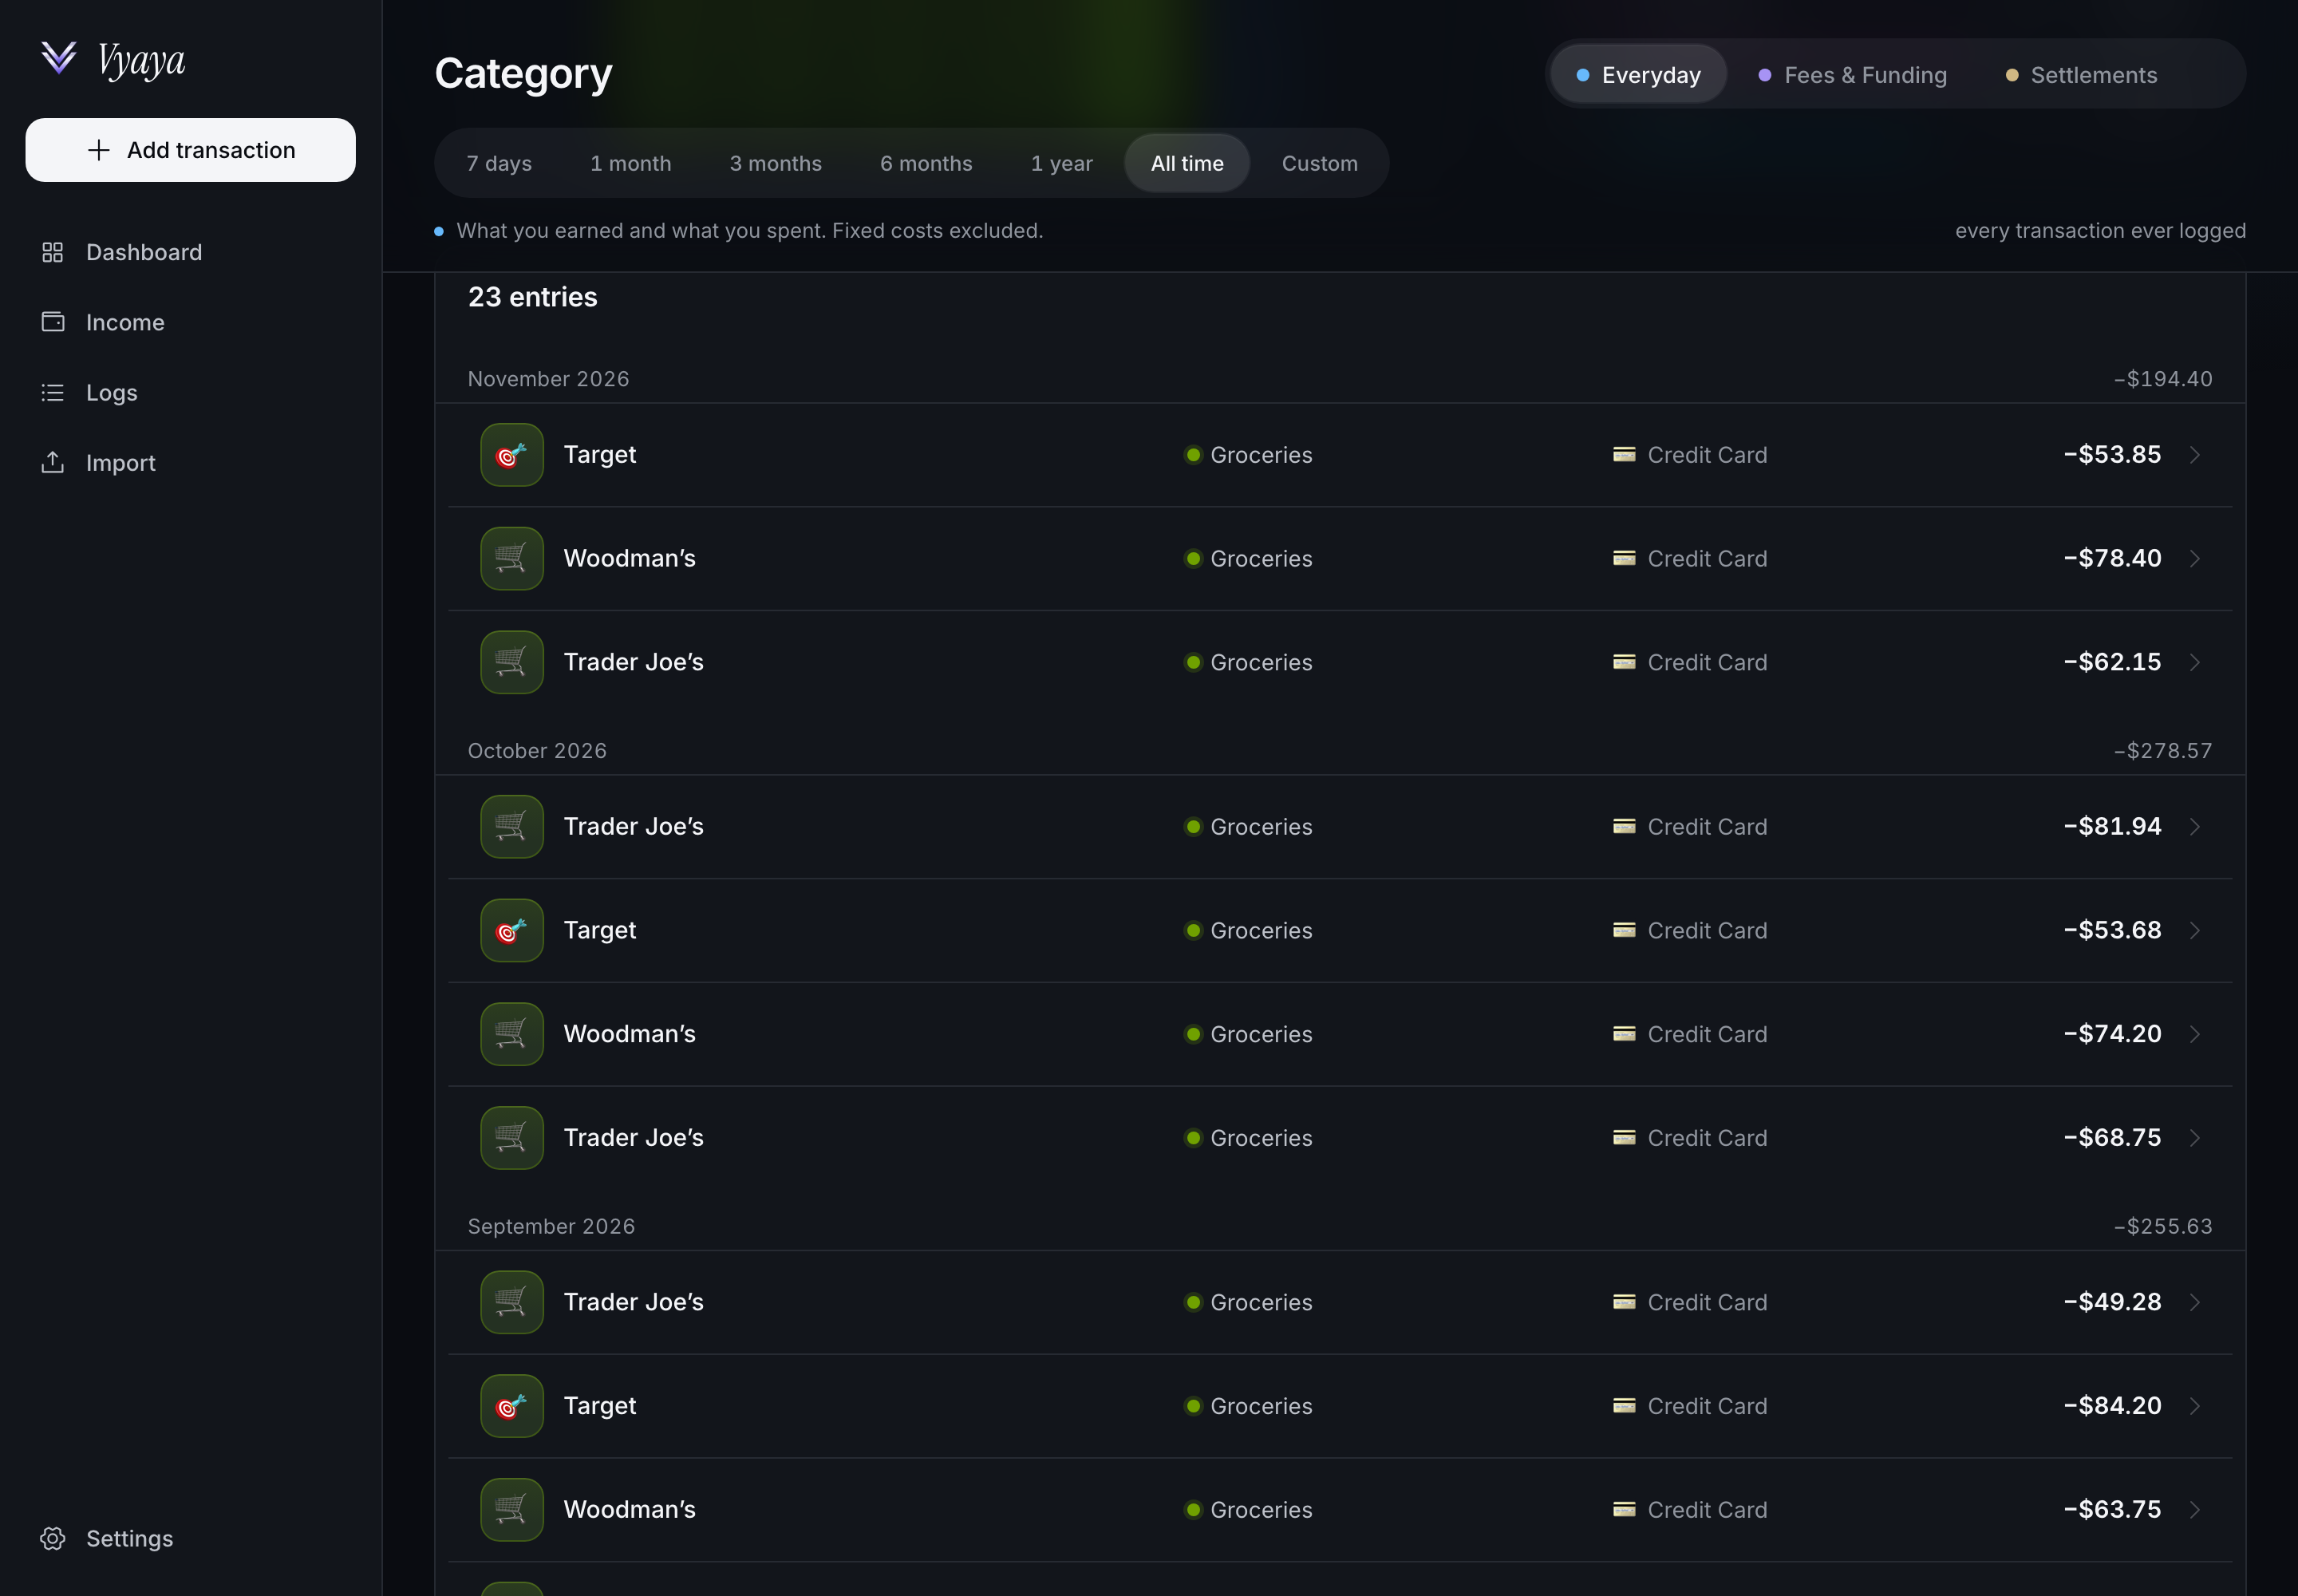 Vyaya
Add transaction
Dashboard
Income
Logs
Import
Settings
Category
Everyday
Fees & Funding
Settlements
7 days
1 month
3 months
6 months
1 year
All time
Custom
What you earned and what you spent. Fixed costs excluded.
every transaction ever logged
23 entries
November 2026 −$194.40
Target Groceries Credit Card −$53.85
Woodman’s Groceries Credit Card −$78.40
Trader Joe’s Groceries Credit Card −$62.15
October 2026 −$278.57
Trader Joe’s Groceries Credit Card −$81.94
Target Groceries Credit Card −$53.68
Woodman’s Groceries Credit Card −$74.20
Trader Joe’s Groceries Credit Card −$68.75
September 2026 −$255.63
Trader Joe’s Groceries Credit Card −$49.28
Target Groceries Credit Card −$84.20
Woodman’s Groceries Credit Card −$63.75